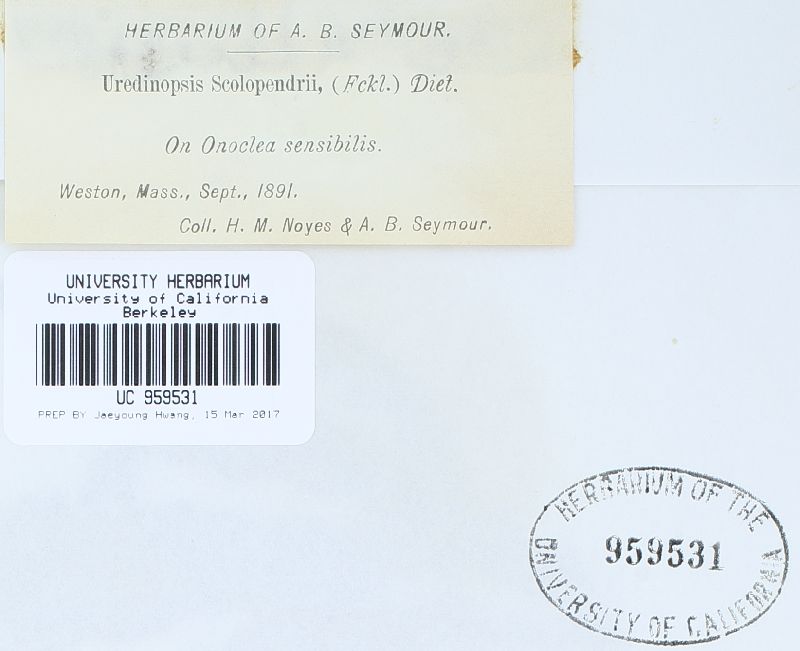 HERBARIUM OF A. B. SEYMOUR.
Uredinopsis Scolopendrii, (Fckl.) Diet.
On Onoclea sensibilis.
Weston, Mass., Sept., 1891.
Coll. H. M. Noyes & A. B. Seymour.
UNIVERSITY HERBARIUM
University of California
Berkeley
UC 959531
PREP BY Jaeyoung Hwang, 15 Mar 2017
HERBARIUM OF THE
959531
UNIVERSITY OF CALIFORNIA